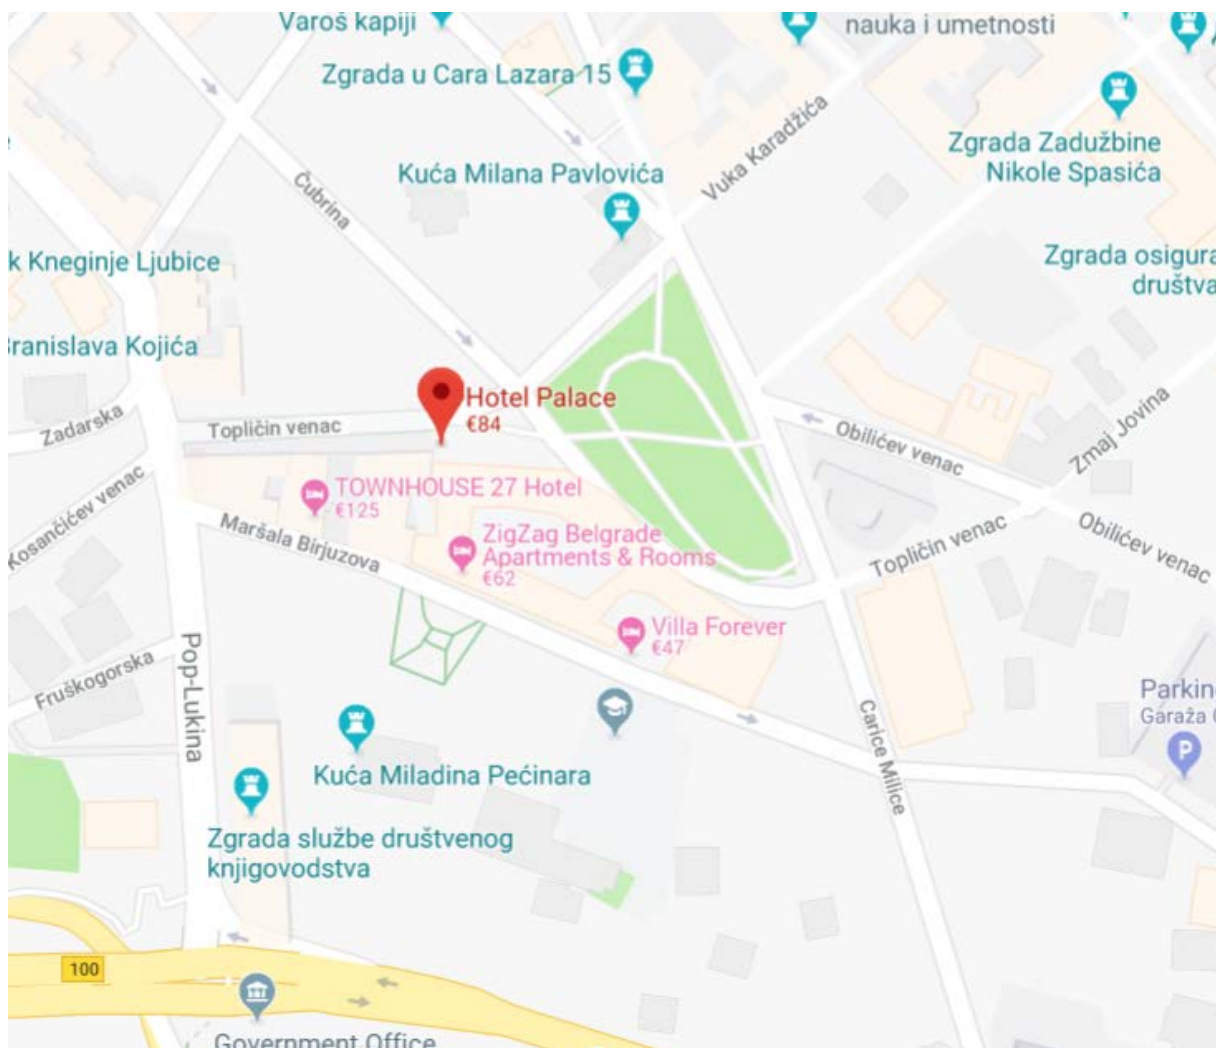 Varoš kapiji
nauka i umetnosti
Zgrada u Cara Lazara 15
Vuka Karadžića
Zgrada Zadužbine
Nikole Spasića
Kuća Milana Pavlovića
Čubrina
k Kneginje Ljubice
Zgrada osigura
društva
Branislava Kojića
Hotel Palace
€84
Zadarska
Topličin venac
Obilićev venac
Zmaj Jovina
Kosančićev venac
TOWNHOUSE 27 Hotel
€125
Maršala Birjuzova
ZigZag Belgrade
Apartments & Rooms
€62
Topličin venac
Obilićev venac
Villa Forever
€47
Fruškogorska
Pop-Lukina
Carice Milice
Parkin
Garaža
P
Kuća Miladina Pećinara
Zgrada službe društvenog
knjigovodstva
100
Government Office